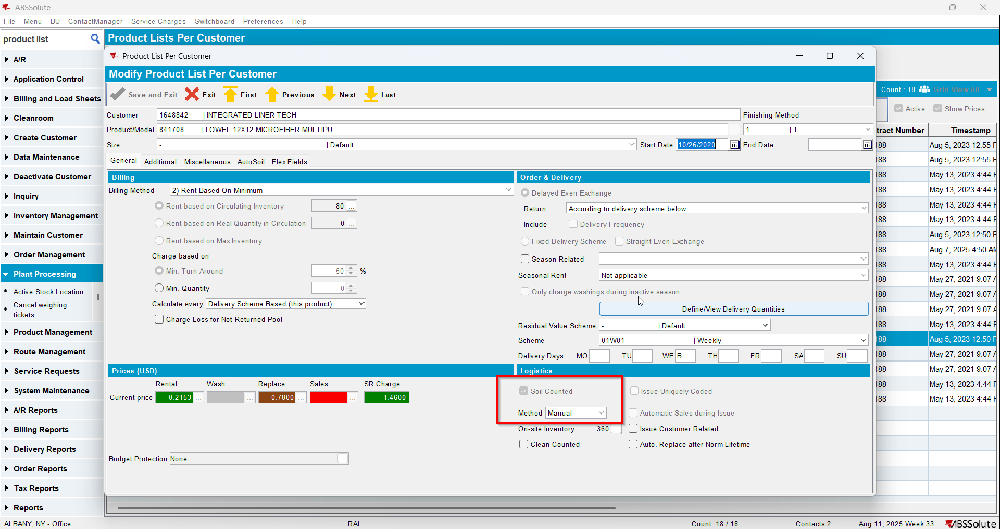 ABSSolute
File Menu BU ContactManager Service Charges Switchboard Preferences Help
product list
Product Lists Per Customer
A/R
Application Control
Billing and Load Sheets
Cleanroom
Create Customer
Data Maintenance
Deactivate Customer
Inquiry
Inventory Management
Maintain Customer
Order Management
Plant Processing
Active Stock Location
Cancel weighing
tickets
Product Management
Route Management
Service Requests
System Maintenance
A/R Reports
Billing Reports
Delivery Reports
Order Reports
Tax Reports
Reports
Product List Per Customer
Modify Product List Per Customer
Save and Exit Exit First Previous Next Last
Customer 1648842 | INTEGRATED LINER TECH Finishing Method
Product/Model 841708 | TOWEL 12X12 MICROFIBER MULTIPU ... 1 | 1
Size - | Default Start Date 10/26/2020 16 End Date 16
General Additional Miscellaneous AutoSoil Flex Fields
Billing
Billing Method 2) Rent Based On Minimum
Rent based on Circulating Inventory 80 ...
Rent based on Real Quantity in Circulation 0 ...
Rent based on Max Inventory
Charge based on
Min. Turn Around 50 %
Min. Quantity 0
Calculate every Delivery Scheme Based (this product)
Charge Loss for Not-Returned Pool
Order & Delivery
Delayed Even Exchange
Return According to delivery scheme below
Include Delivery Frequency
Fixed Delivery Scheme Straight Even Exchange
Season Related
Seasonal Rent Not applicable
Only charge washings during inactive season
Define/View Delivery Quantities
Residual Value Scheme - | Default
Scheme 01W01 | Weekly
Delivery Days MO TU WE B TH FR SA SU
Prices (USD)
Rental Wash Replace Sales SR Charge
Current price 0.2153 ... ... 0.7800 ... ... 1.4600
Budget Protection None ...
Logistics
Soil Counted Issue Uniquely Coded
Method Manual Automatic Sales during Issue
On-site Inventory 360 ... Issue Customer Related
Clean Counted Auto. Replace after Norm Lifetime
Count : 18 Grid View All
Active Show Prices
tract Number Timestamp
188 Aug 5, 2023 12:55 P
188 Aug 5, 2023 12:55 P
188 May 13, 2023 4:44 P
188 May 13, 2023 4:44 P
188 May 13, 2023 4:44 P
188 May 13, 2023 4:44 P
188 Aug 5, 2023 12:50 P
188 Aug 7, 2025 4:50 AM
188 May 13, 2023 4:44 P
188 May 27, 2021 9:07 A
188 May 27, 2021 9:07 A
188 May 27, 2021 9:07 A
188 May 13, 2023 4:44 P
188 Aug 5, 2023 12:50 P
188 May 27, 2021 9:07 A
188 May 27, 2021 9:07 A
188 May 13, 2023 4:44 P
188 May 13, 2023 4:44 P
ALBANY, NY - Office RAL Count: 18 / 18 Contacts 2 Aug 11, 2025 Week 33 ABSSolute